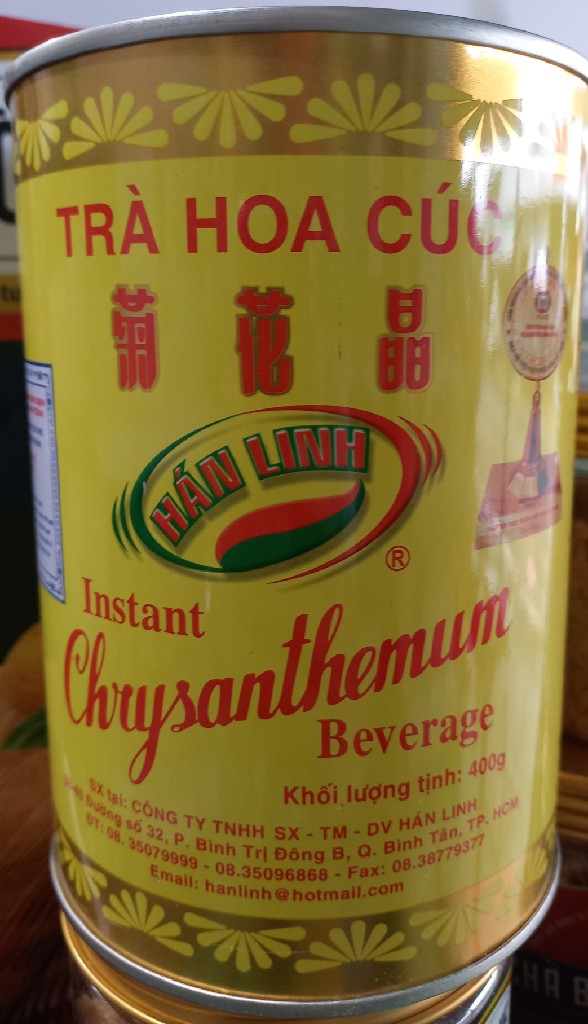 TRÀ HOA CÚC
菊花晶
HÁN LINH
®
Instant
Chrysanthemum
Beverage
Khối lượng tịnh: 400g
SX tại: CÔNG TY TNHH SX - TM - DV HÁN LINH
Đường số 32, P. Bình Trị Đông B, Q. Bình Tân, TP. HCM
ĐT: 08. 35079999 - 08.35096868 - Fax: 08.38779377
Email: hanlinh@hotmail.com